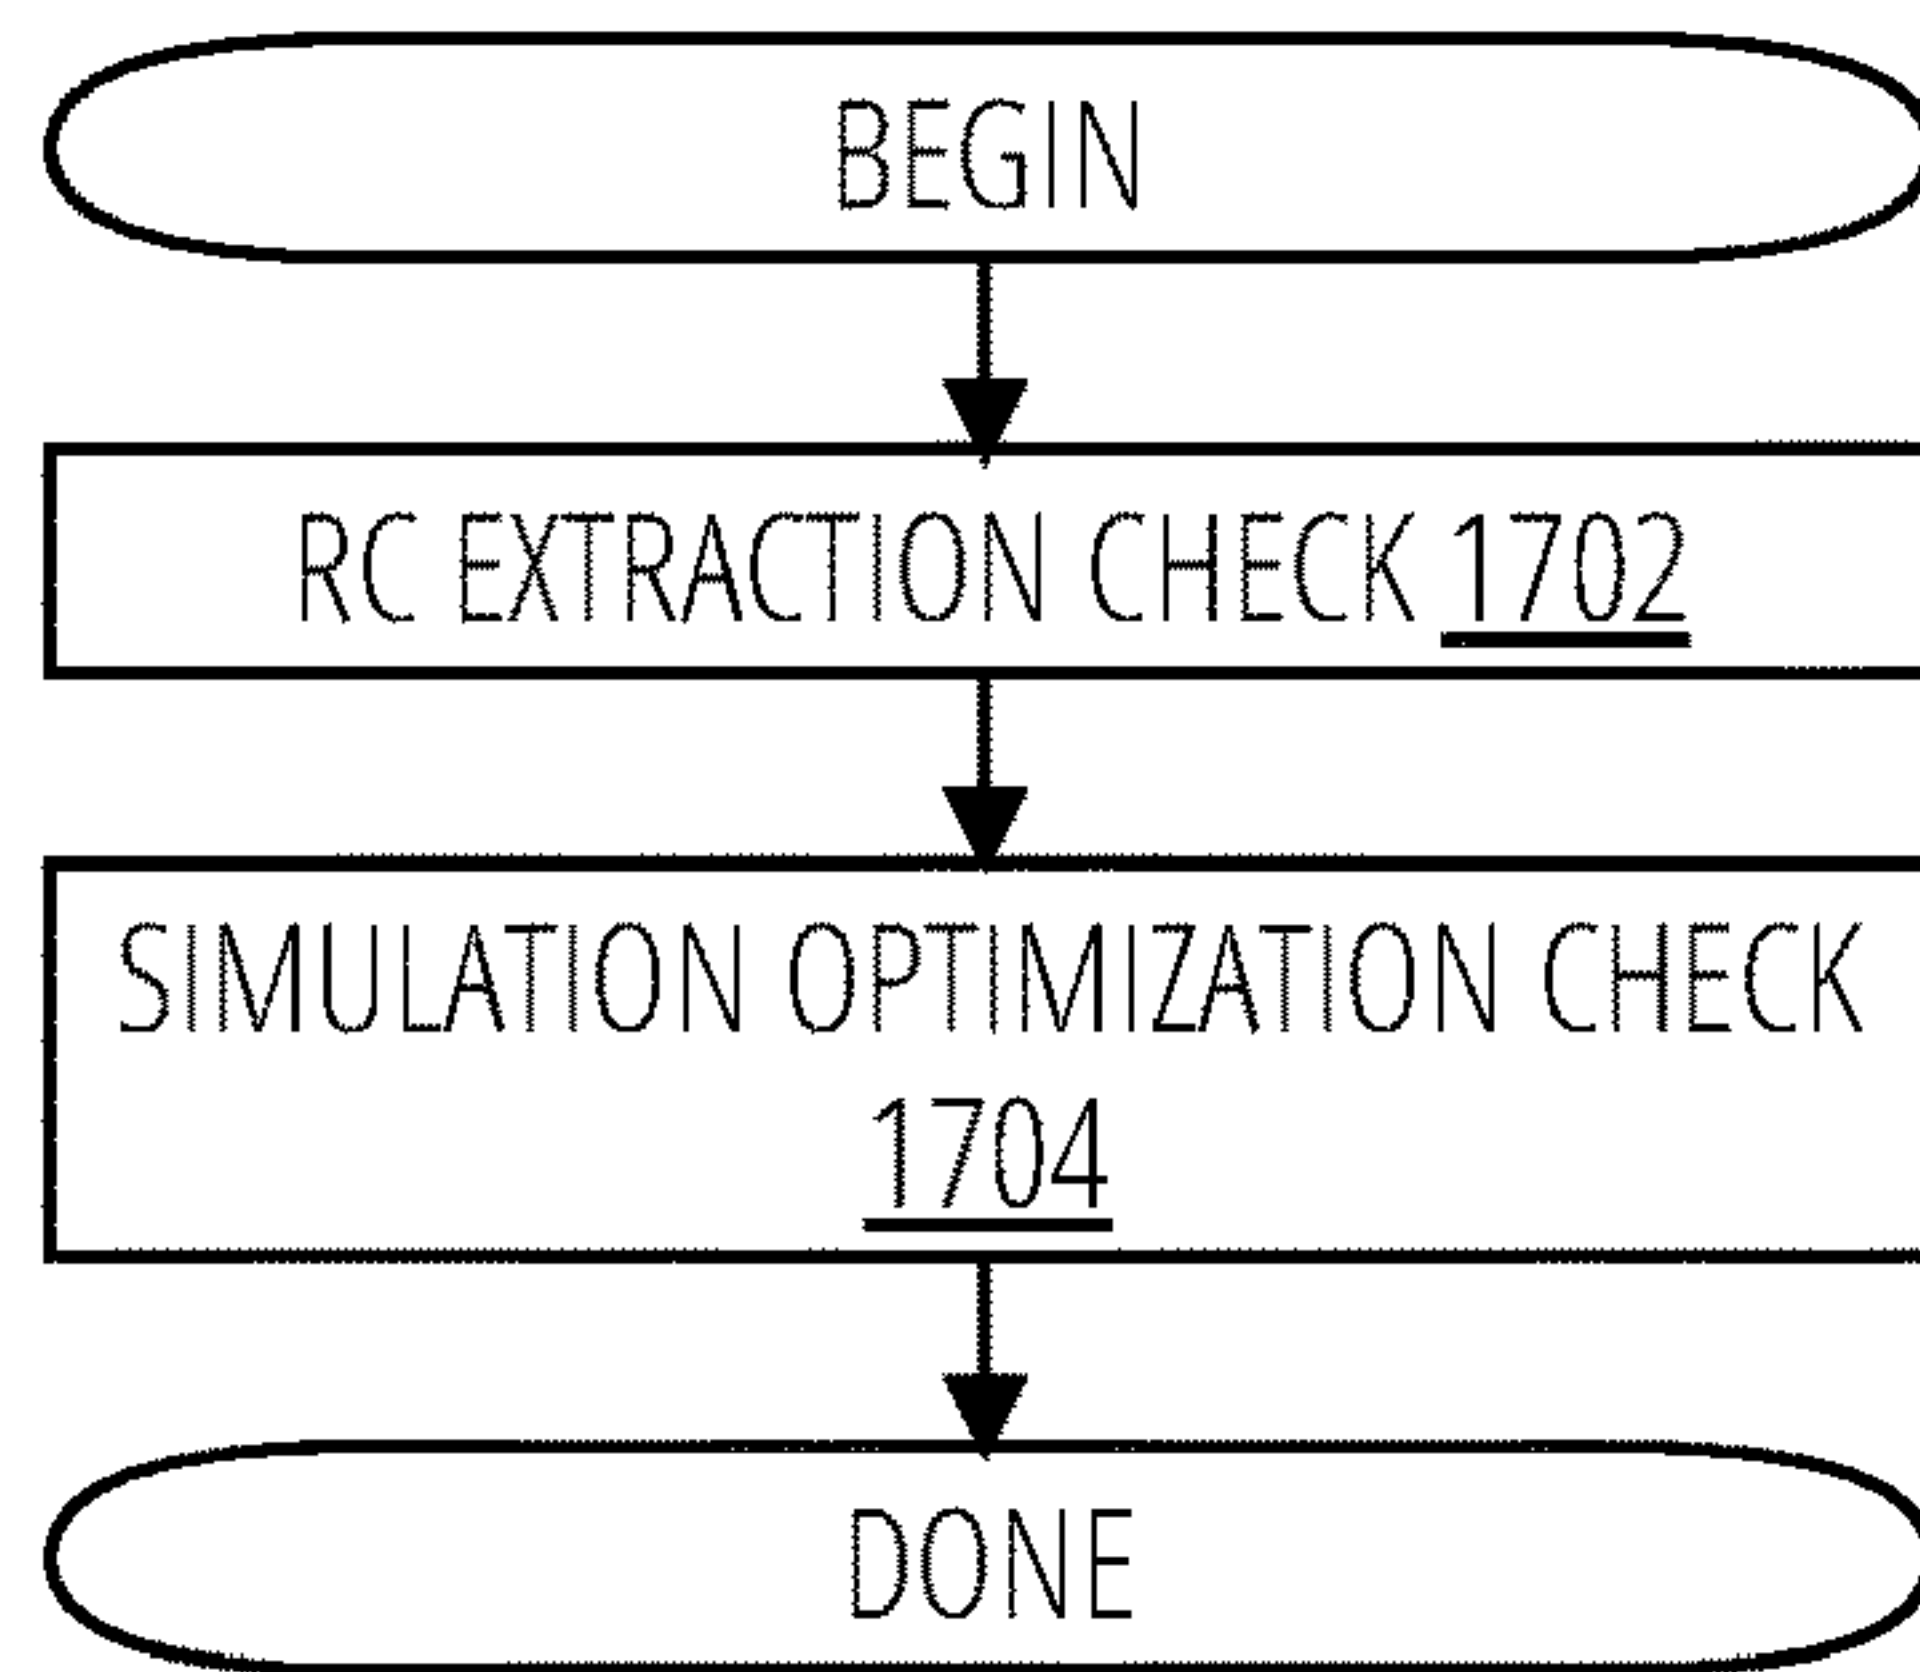 BEGIN
RC EXTRACTION CHECK 1702
SIMULATION OPTIMIZATION CHECK
1704
DONE